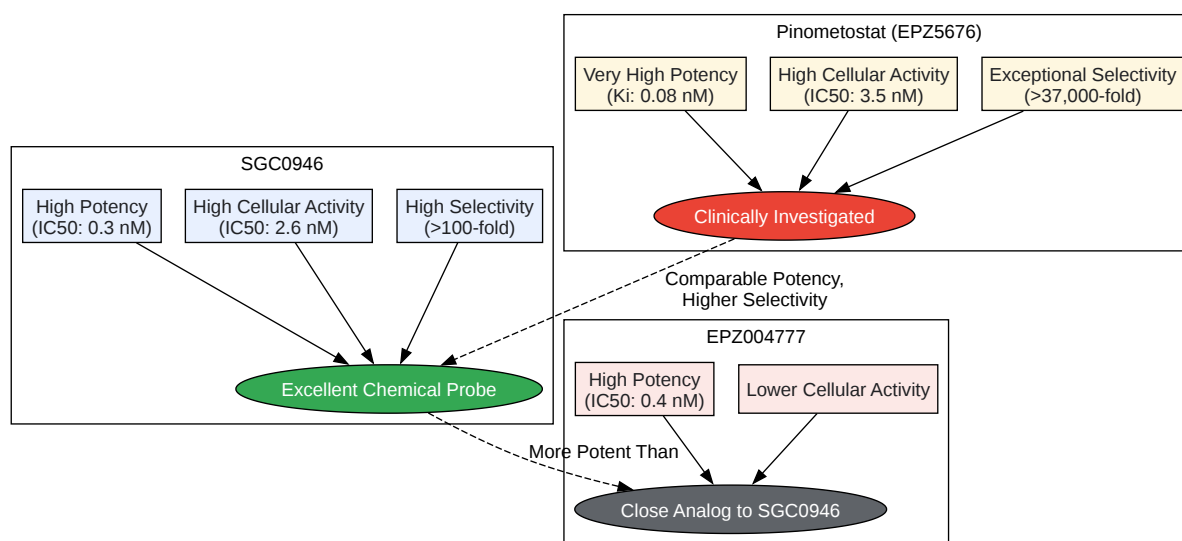 Pinometostat (EPZ5676)
Very High Potency
(Ki: 0.08 nM)
High Cellular Activity
(IC50: 3.5 nM)
Exceptional Selectivity
(>37,000-fold)
Clinically Investigated
SGC0946
High Potency
(IC50: 0.3 nM)
High Cellular Activity
(IC50: 2.6 nM)
High Selectivity
(>100-fold)
Excellent Chemical Probe
Comparable Potency,
Higher Selectivity
EPZ004777
High Potency
(IC50: 0.4 nM)
Lower Cellular Activity
More Potent Than
Close Analog to SGC0946